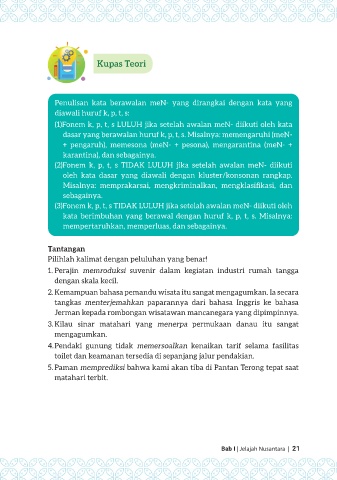 Kupas Teori
Penulisan kata berawalan meN- yang dirangkai dengan kata yang
diawali huruf k, p, t, s:
(1)Fonem k, p, t, s LULUH jika setelah awalan meN- diikuti oleh kata
dasar yang berawalan huruf k, p, t, s. Misalnya: memengaruhi (meN-
+ pengaruh), memesona (meN- + pesona), mengarantina (meN- +
karantina), dan sebagainya.
(2)Fonem k, p, t, s TIDAK LULUH jika setelah awalan meN- diikuti
oleh kata dasar yang diawali dengan kluster/konsonan rangkap.
Misalnya: memprakarsai, mengkriminalkan, mengklasifikasi, dan
sebagainya.
(3)Fonem k, p, t, s TIDAK LULUH jika setelah awalan meN- diikuti oleh
kata berimbuhan yang berawal dengan huruf k, p, t, s. Misalnya:
mempertaruhkan, memperluas, dan sebagainya.
Tantangan
Pilihlah kalimat dengan peluluhan yang benar!
1. Perajin memroduksi suvenir dalam kegiatan industri rumah tangga
dengan skala kecil.
2. Kemampuan bahasa pemandu wisata itu sangat mengagumkan. Ia secara
tangkas menterjemahkan paparannya dari bahasa Inggris ke bahasa
Jerman kepada rombongan wisatawan mancanegara yang dipimpinnya.
3. Kilau sinar matahari yang menerpa permukaan danau itu sangat
mengagumkan.
4. Pendaki gunung tidak memersoalkan kenaikan tarif selama fasilitas
toilet dan keamanan tersedia di sepanjang jalur pendakian.
5. Paman memprediksi bahwa kami akan tiba di Pantan Terong tepat saat
matahari terbit.
Bab I | Jelajah Nusantara | 21